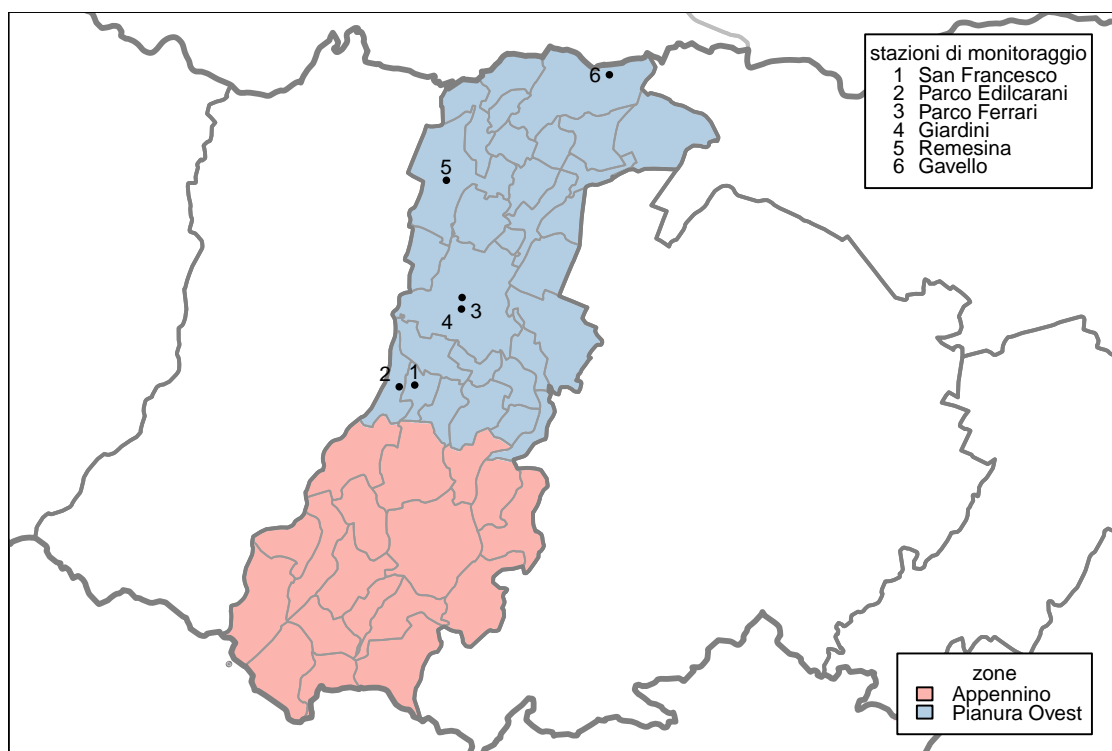 stazioni di monitoraggio
1 San Francesco
2 Parco Edilcarani
3 Parco Ferrari
4 Giardini
5 Remesina
6 Gavello
6
5
3
4
2
1
zone
Appennino
Pianura Ovest